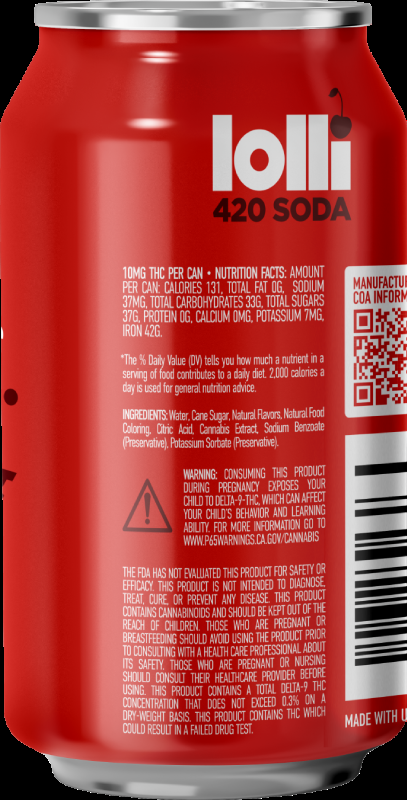 lolli
420 SODA
10MG THC PER CAN • NUTRITION FACTS: AMOUNT
PER CAN: CALORIES 131, TOTAL FAT 0G, SODIUM
37MG, TOTAL CARBOHYDRATES 33G, TOTAL SUGARS
37G, PROTEIN 0G, CALCIUM 0MG, POTASSIUM 7MG,
IRON 42G.
*The % Daily Value (DV) tells you how much a nutrient in a
serving of food contributes to a daily diet. 2,000 calories a
day is used for general nutrition advice.
INGREDIENTS: Water, Cane Sugar, Natural Flavors, Natural Food
Coloring, Citric Acid, Cannabis Extract, Sodium Benzoate
(Preservative), Potassium Sorbate (Preservative).
WARNING: CONSUMING THIS PRODUCT
DURING PREGNANCY EXPOSES YOUR
CHILD TO DELTA-9-THC, WHICH CAN AFFECT
YOUR CHILD'S BEHAVIOR AND LEARNING
ABILITY. FOR MORE INFORMATION GO TO
WWW.P65WARNINGS.CA.GOV/CANNABIS
THE FDA HAS NOT EVALUATED THIS PRODUCT FOR SAFETY OR
EFFICACY. THIS PRODUCT IS NOT INTENDED TO DIAGNOSE,
TREAT, CURE, OR PREVENT ANY DISEASE. THIS PRODUCT
CONTAINS CANNABINOIDS AND SHOULD BE KEPT OUT OF THE
REACH OF CHILDREN. THOSE WHO ARE PREGNANT OR
BREASTFEEDING SHOULD AVOID USING THE PRODUCT PRIOR
TO CONSULTING WITH A HEALTH CARE PROFESSIONAL ABOUT
ITS SAFETY. THOSE WHO ARE PREGNANT OR NURSING
SHOULD CONSULT THEIR HEALTHCARE PROVIDER BEFORE
USING. THIS PRODUCT CONTAINS A TOTAL DELTA-9 THC
CONCENTRATION THAT DOES NOT EXCEED 0.3% ON A
DRY-WEIGHT BASIS. THIS PRODUCT CONTAINS THC WHICH
COULD RESULT IN A FAILED DRUG TEST.
MANUFACTUR
COA INFORM
MADE WITH U